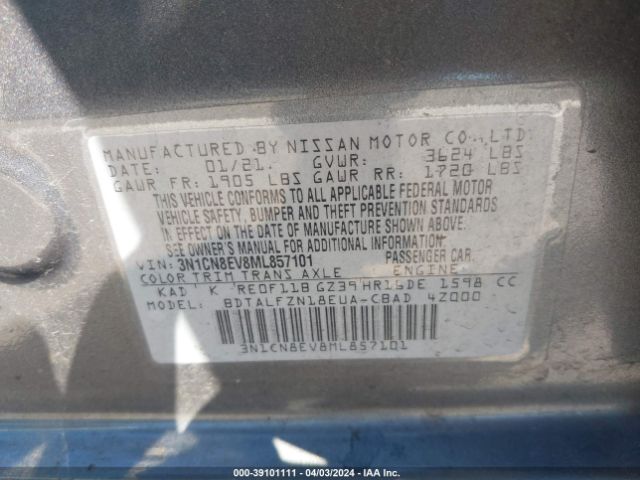 MANUFACTURED BY NISSAN MOTOR CO., LTD.
DATE: 01/21. GVWR: 3624 LBS
GAWR FR: 1905 LBS GAWR RR: 1720 LBS
THIS VEHICLE CONFORMS TO ALL APPLICABLE FEDERAL MOTOR
VEHICLE SAFETY, BUMPER AND THEFT PREVENTION STANDARDS
IN EFFECT ON THE DATE OF MANUFACTURE SHOWN ABOVE.
SEE OWNER'S MANUAL FOR ADDITIONAL INFORMATION.
VIN: 3N1CN8EV8ML857101 PASSENGER CAR.
COLOR TRIM TRANS AXLE ENGINE
KAD K RE0F11B GZ39 HR16DE 1598 CC
MODEL: BDTALFZN18EUA-CBAD 4Z000
3N1CN8EV8ML857101
000-39101111 - 04/03/2024 - IAA Inc.